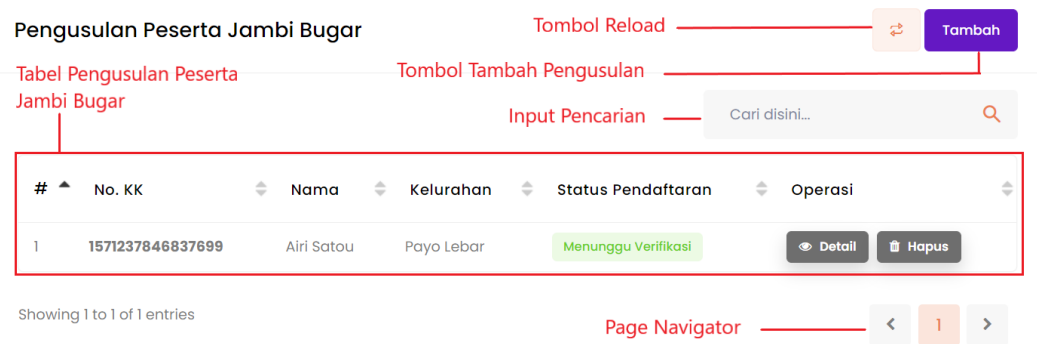 Pengusulan Peserta Jambi Bugar
Tombol Reload
Tambah
Tabel Pengusulan Peserta
Jambi Bugar
Tombol Tambah Pengusulan
Input Pencarian
Cari disini...
# No. KK Nama Kelurahan Status Pendaftaran Operasi
1 1571237846837699 Airi Satou Payo Lebar Menunggu Verifikasi Detail Hapus
Showing 1 to 1 of 1 entries
Page Navigator
1